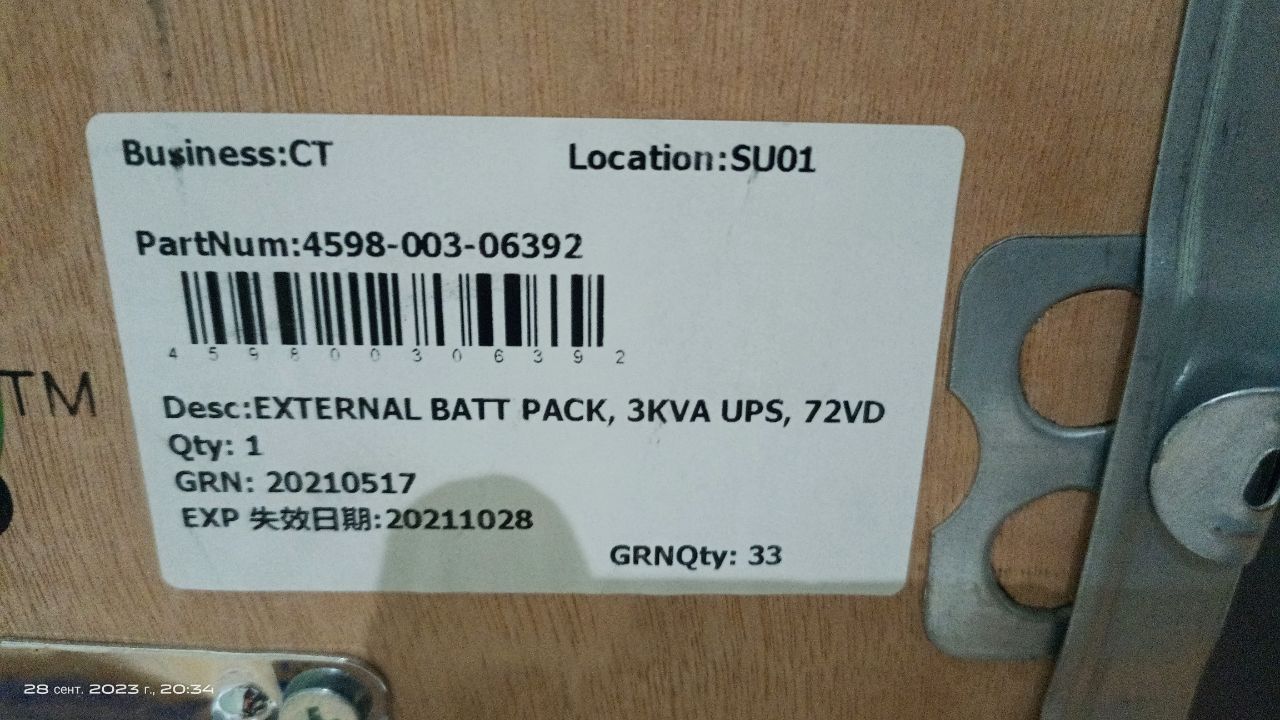 Business:CT Location:SU01
PartNum:4598-003-06392
4 5 9 8 0 0 3 0 6 3 9 2
TM
Desc:EXTERNAL BATT PACK, 3KVA UPS, 72VD
Qty: 1
GRN: 20210517
EXP 失效日期:20211028
GRNQty: 33
28 сент. 2023 г., 20:34